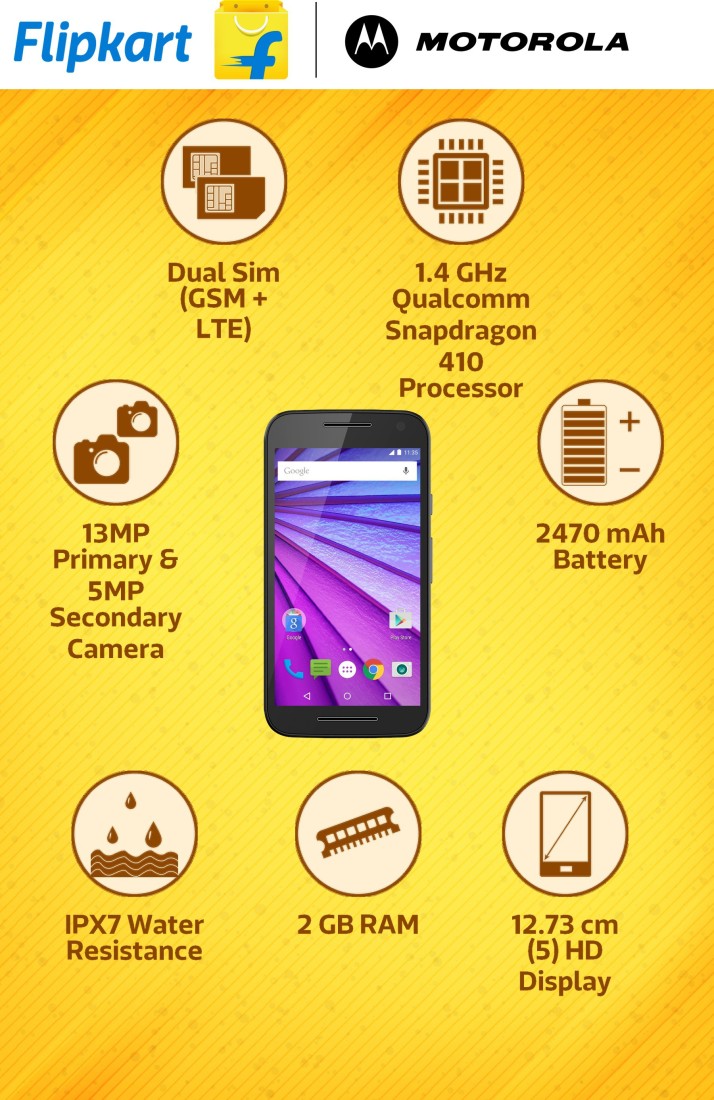 Flipkart
MOTOROLA
Dual Sim
(GSM +
LTE)
1.4 GHz
Qualcomm
Snapdragon
410
Processor
13MP
Primary &
5MP
Secondary
Camera
11:35
Google
Google
Play Store
2470 mAh
Battery
IPX7 Water
Resistance
2 GB RAM
12.73 cm
(5) HD
Display